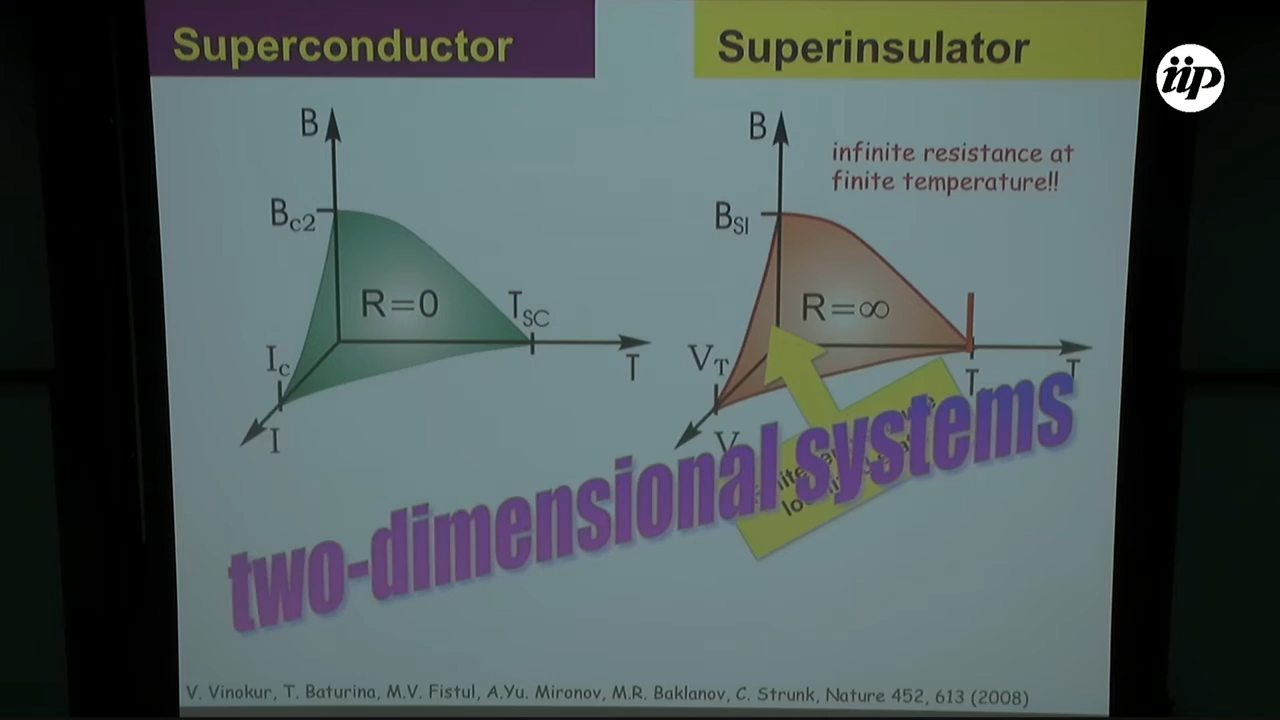 Superconductor
Superinsulator
iip
B
B
infinite resistance at
finite temperature!!
Bc2
BSI
R=0
TSC
R=∞
Ic
T
VT
T
T
I
V
two-dimensional systems
V. Vinokur, T. Baturina, M.V. Fistul, A.Yu. Mironov, M.R. Baklanov, C. Strunk, Nature 452, 613 (2008)